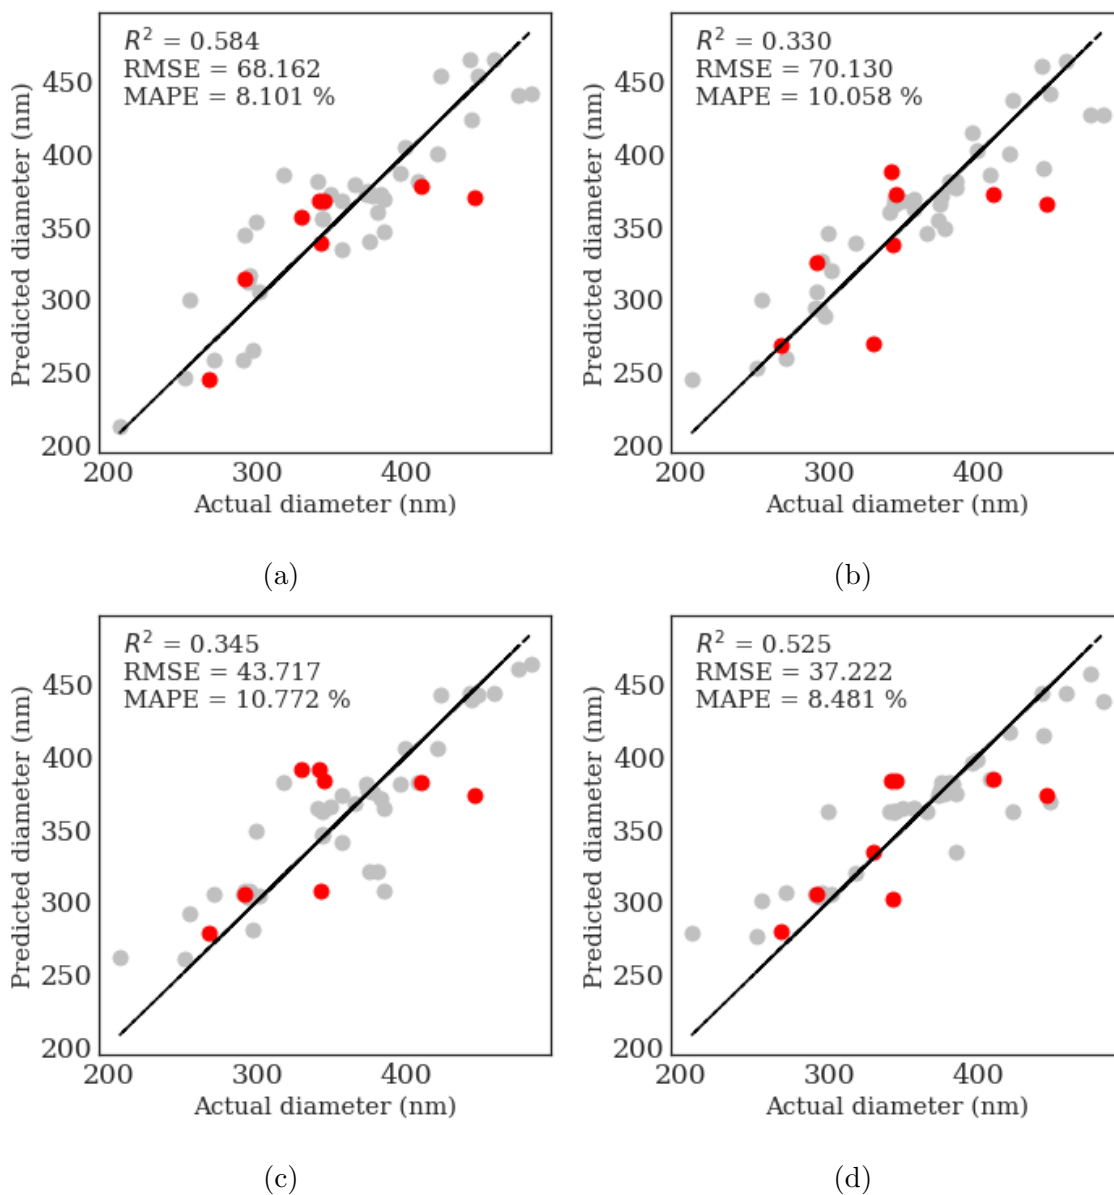 R² = 0.584
RMSE = 68.162
MAPE = 8.101 %
Predicted diameter (nm)
450
400
350
300
250
200
200 300 400
Actual diameter (nm)
(a)
R² = 0.330
RMSE = 70.130
MAPE = 10.058 %
Predicted diameter (nm)
450
400
350
300
250
200
200 300 400
Actual diameter (nm)
(b)
R² = 0.345
RMSE = 43.717
MAPE = 10.772 %
Predicted diameter (nm)
450
400
350
300
250
200
200 300 400
Actual diameter (nm)
(c)
R² = 0.525
RMSE = 37.222
MAPE = 8.481 %
Predicted diameter (nm)
450
400
350
300
250
200
200 300 400
Actual diameter (nm)
(d)